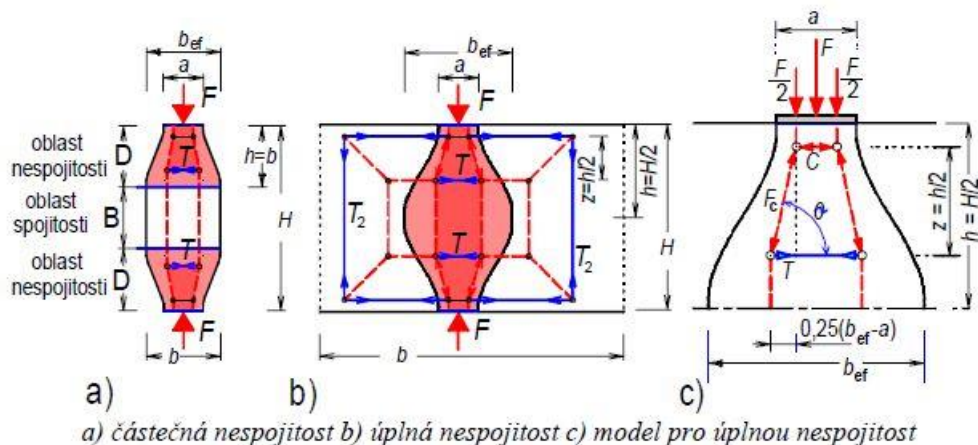 b_ef
a
F
oblast
nespojitosti
D
T
h=b
oblast
spojitosti
B
H
oblast
nespojitosti
D
T
F
b
a)
b_ef
a
F
T
z=h/2
h=H/2
T_2
T_2
H
T
F
b
b)
a
F
F/2
F/2
C
F_c
θ
z = h/2
h = H/2
T
0,25(b_ef-a)
b_ef
c)
a) částečná nespojitost b) úplná nespojitost c) model pro úplnou nespojitost